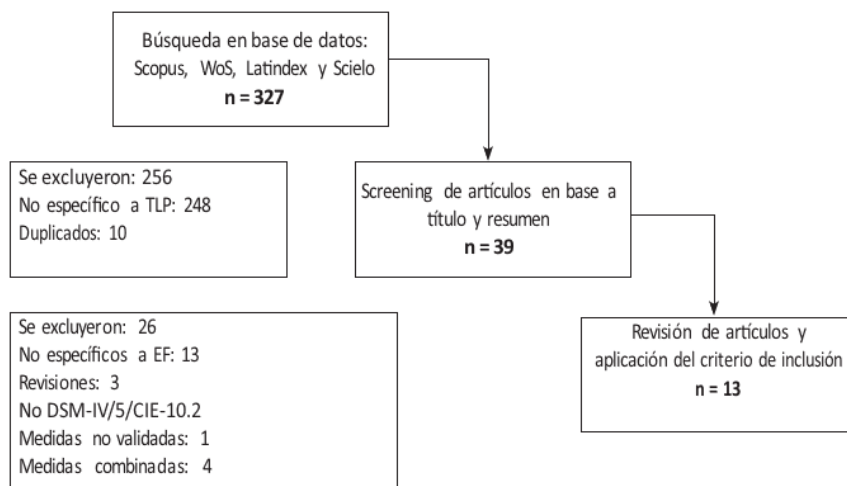 Búsqueda en base de datos:
Scopus, WoS, Latindex y Scielo
n = 327
Se excluyeron: 256
No específico a TLP: 248
Duplicados: 10
Screening de artículos en base a
título y resumen
n = 39
Se excluyeron: 26
No específicos a EF: 13
Revisiones: 3
No DSM-IV/5/CIE-10.2
Medidas no validadas: 1
Medidas combinadas: 4
Revisión de artículos y
aplicación del criterio de inclusión
n = 13